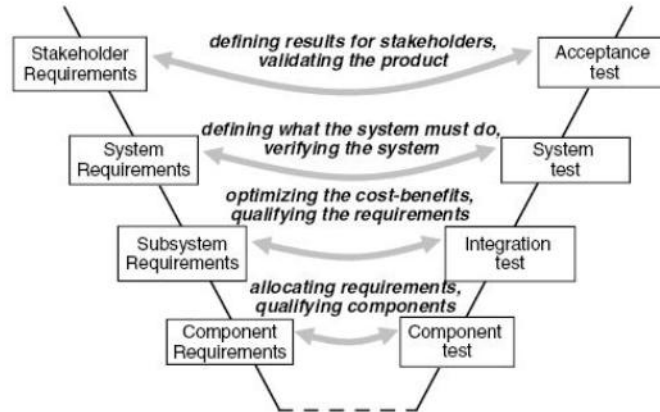 defining results for stakeholders,
validating the product
Stakeholder
Requirements
Acceptance
test
defining what the system must do,
verifying the system
System
Requirements
System
test
optimizing the cost-benefits,
qualifying the requirements
Subsystem
Requirements
Integration
test
allocating requirements,
qualifying components
Component
Requirements
Component
test